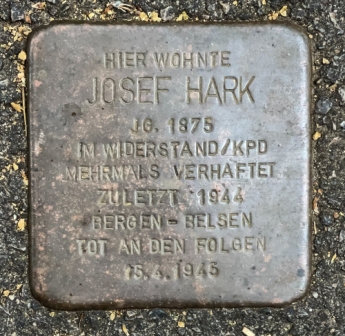 HIER WOHNTE
JOSEF HARK
JG. 1875
IM WIDERSTAND/KPD
MEHRMALS VERHAFTET
ZULETZT 1944
BERGEN-BELSEN
TOT AN DEN FOLGEN
15.4.1945